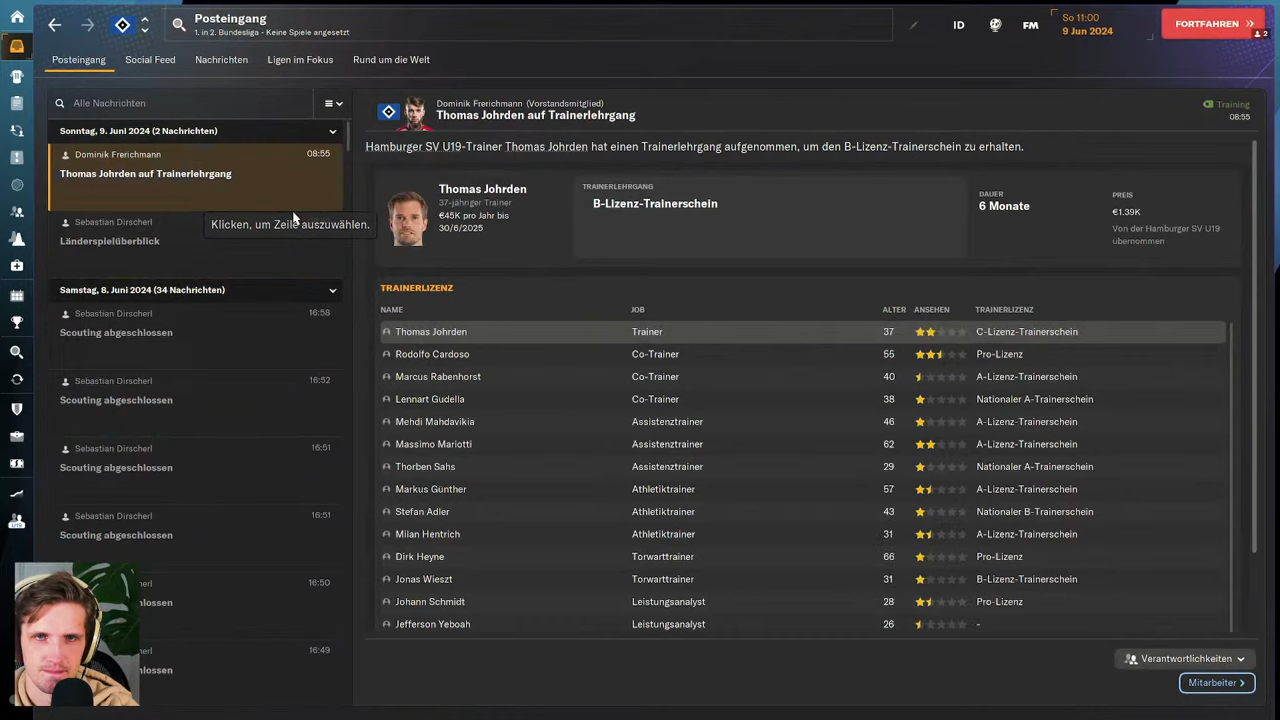 Posteingang
1. in 2. Bundesliga - Keine Spiele angesetzt
ID
FM
So 11:00
9 Jun 2024
FORTFAHREN
2
Posteingang
Social Feed
Nachrichten
Ligen im Fokus
Rund um die Welt
Alle Nachrichten
Sonntag, 9. Juni 2024 (2 Nachrichten)
Dominik Frerichmann
08:55
Thomas Johrden auf Trainerlehrgang
Sebastian Dirscherl
Klicken, um Zeile auszuwählen.
Länderspielüberblick
Samstag, 8. Juni 2024 (34 Nachrichten)
Sebastian Dirscherl
16:58
Scouting abgeschlossen
Sebastian Dirscherl
16:52
Scouting abgeschlossen
Sebastian Dirscherl
16:51
Scouting abgeschlossen
Sebastian Dirscherl
16:51
Scouting abgeschlossen
16:50
16:49
U19
Dominik Frerichmann (Vorstandsmitglied)
Thomas Johrden auf Trainerlehrgang
Training
08:55
Hamburger SV U19-Trainer Thomas Johrden hat einen Trainerlehrgang aufgenommen, um den B-Lizenz-Trainerschein zu erhalten.
Thomas Johrden
37-jähriger Trainer
€45K pro Jahr bis
30/6/2025
TRAINERLEHRGANG
B-Lizenz-Trainerschein
DAUER
6 Monate
PREIS
€1.39K
Von der Hamburger SV U19
übernommen
TRAINERLIZENZ
NAME JOB ALTER ANSEHEN TRAINERLIZENZ
Thomas Johrden Trainer 37 C-Lizenz-Trainerschein
Rodolfo Cardoso Co-Trainer 55 Pro-Lizenz
Marcus Rabenhorst Co-Trainer 40 A-Lizenz-Trainerschein
Lennart Gudella Co-Trainer 38 Nationaler A-Trainerschein
Mehdi Mahdavikia Assistenztrainer 46 A-Lizenz-Trainerschein
Massimo Mariotti Assistenztrainer 62 A-Lizenz-Trainerschein
Thorben Sahs Assistenztrainer 29 Nationaler A-Trainerschein
Markus Günther Athletiktrainer 57 A-Lizenz-Trainerschein
Stefan Adler Athletiktrainer 43 Nationaler B-Trainerschein
Milan Hentrich Athletiktrainer 31 A-Lizenz-Trainerschein
Dirk Heyne Torwarttrainer 66 Pro-Lizenz
Jonas Wieszt Torwarttrainer 31 B-Lizenz-Trainerschein
Johann Schmidt Leistungsanalyst 28 Pro-Lizenz
Jefferson Yeboah Leistungsanalyst 26 -
Verantwortlichkeiten
Mitarbeiter